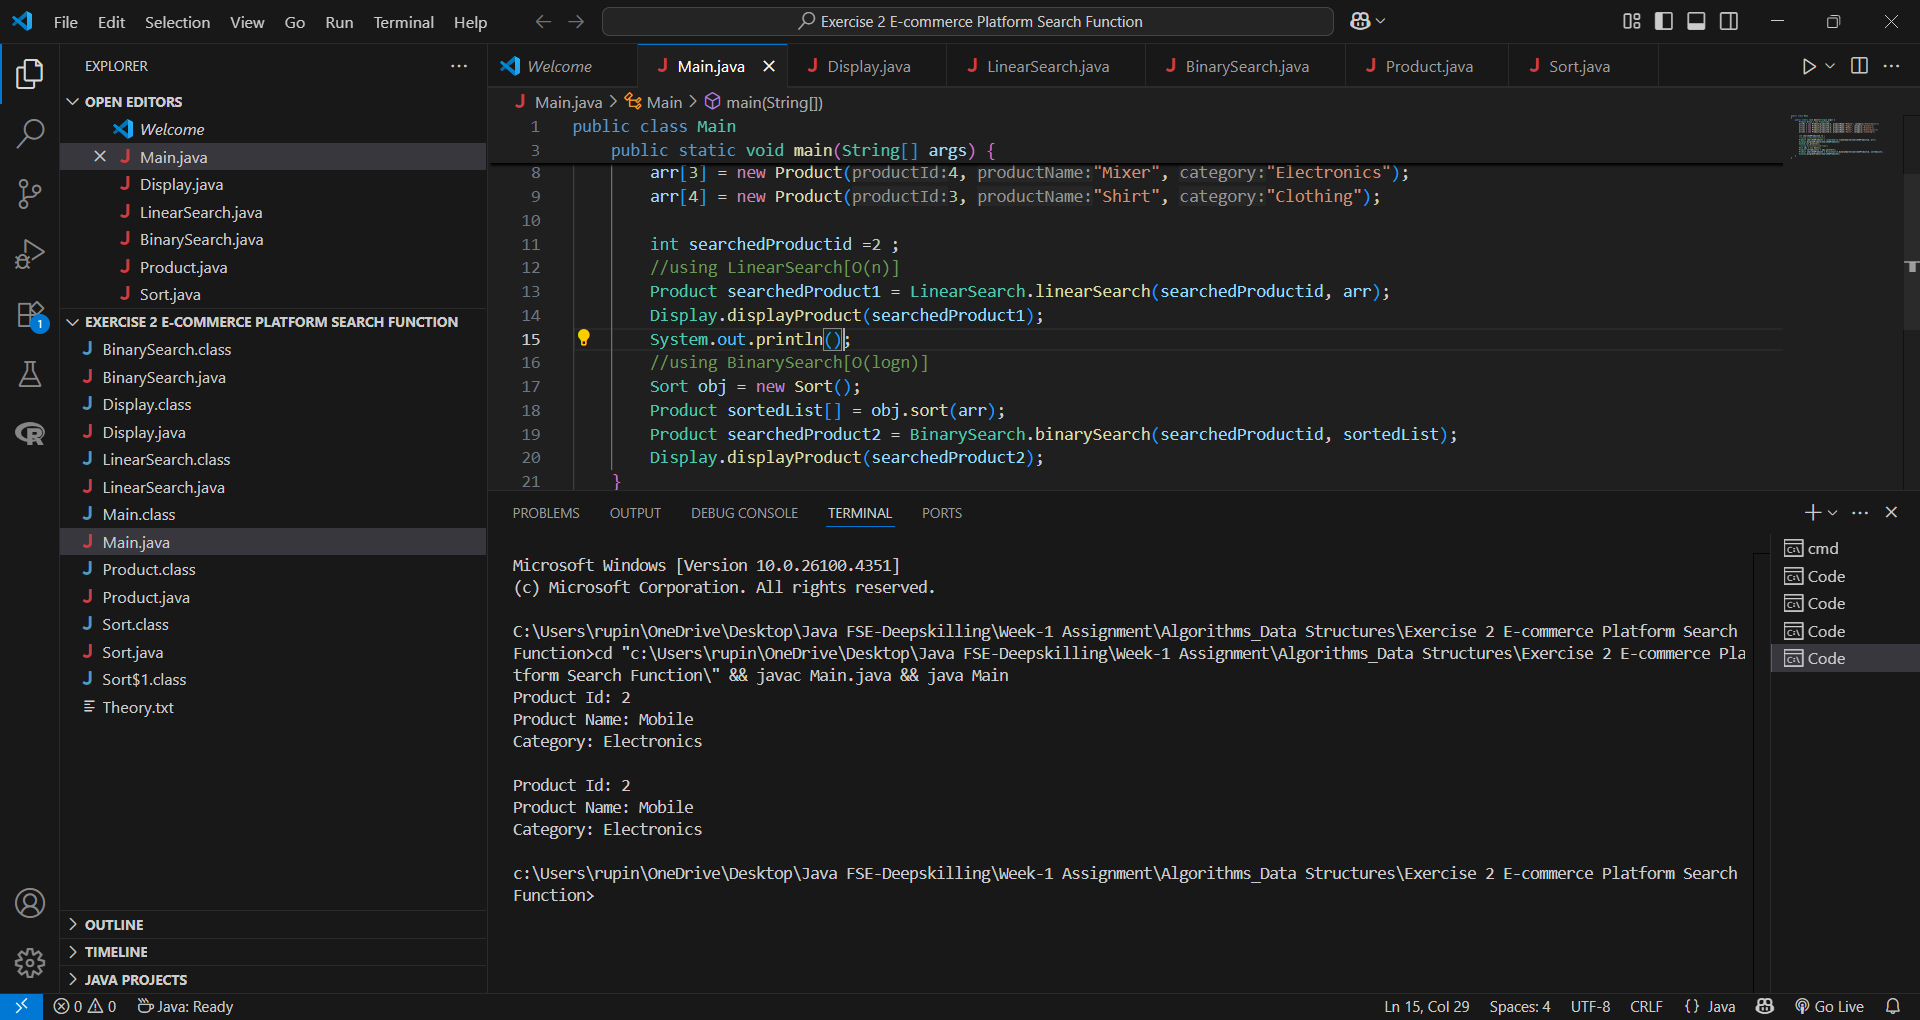 File Edit Selection View Go Run Terminal Help
Exercise 2 E-commerce Platform Search Function
EXPLORER
OPEN EDITORS
Welcome
Main.java
Display.java
LinearSearch.java
BinarySearch.java
Product.java
Sort.java
EXERCISE 2 E-COMMERCE PLATFORM SEARCH FUNCTION
BinarySearch.class
BinarySearch.java
Display.class
Display.java
LinearSearch.class
LinearSearch.java
Main.class
Main.java
Product.class
Product.java
Sort.class
Sort.java
Sort$1.class
Theory.txt
OUTLINE
TIMELINE
JAVA PROJECTS
1
Welcome Main.java Display.java LinearSearch.java BinarySearch.java Product.java Sort.java
Main.java > Main > main(String[])
1 public class Main
3 public static void main(String[] args) {
8 arr[3] = new Product(productId:4, productName:"Mixer", category:"Electronics");
9 arr[4] = new Product(productId:3, productName:"Shirt", category:"Clothing");
10
11 int searchedProductid =2 ;
12 //using LinearSearch[O(n)]
13 Product searchedProduct1 = LinearSearch.linearSearch(searchedProductid, arr);
14 Display.displayProduct(searchedProduct1);
15 System.out.println();
16 //using BinarySearch[O(logn)]
17 Sort obj = new Sort();
18 Product sortedList[] = obj.sort(arr);
19 Product searchedProduct2 = BinarySearch.binarySearch(searchedProductid, sortedList);
20 Display.displayProduct(searchedProduct2);
21 }
PROBLEMS OUTPUT DEBUG CONSOLE TERMINAL PORTS
Microsoft Windows [Version 10.0.26100.4351]
(c) Microsoft Corporation. All rights reserved.
C:\Users\rupin\OneDrive\Desktop\Java FSE-Deepskilling\Week-1 Assignment\Algorithms_Data Structures\Exercise 2 E-commerce Platform Search
Function>cd "c:\Users\rupin\OneDrive\Desktop\Java FSE-Deepskilling\Week-1 Assignment\Algorithms_Data Structures\Exercise 2 E-commerce Pla
tform Search Function\" && javac Main.java && java Main
Product Id: 2
Product Name: Mobile
Category: Electronics
Product Id: 2
Product Name: Mobile
Category: Electronics
c:\Users\rupin\OneDrive\Desktop\Java FSE-Deepskilling\Week-1 Assignment\Algorithms_Data Structures\Exercise 2 E-commerce Platform Search
Function>
cmd
Code
Code
Code
Code
0 0 Java: Ready
Ln 15, Col 29 Spaces: 4 UTF-8 CRLF {} Java Go Live